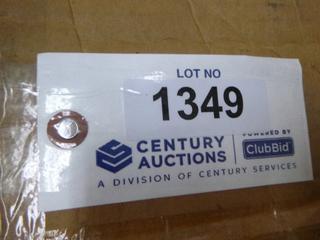 LOT NO
1349
CENTURY
AUCTIONS
POWERED BY
ClubBid
A DIVISION OF CENTURY SERVICES